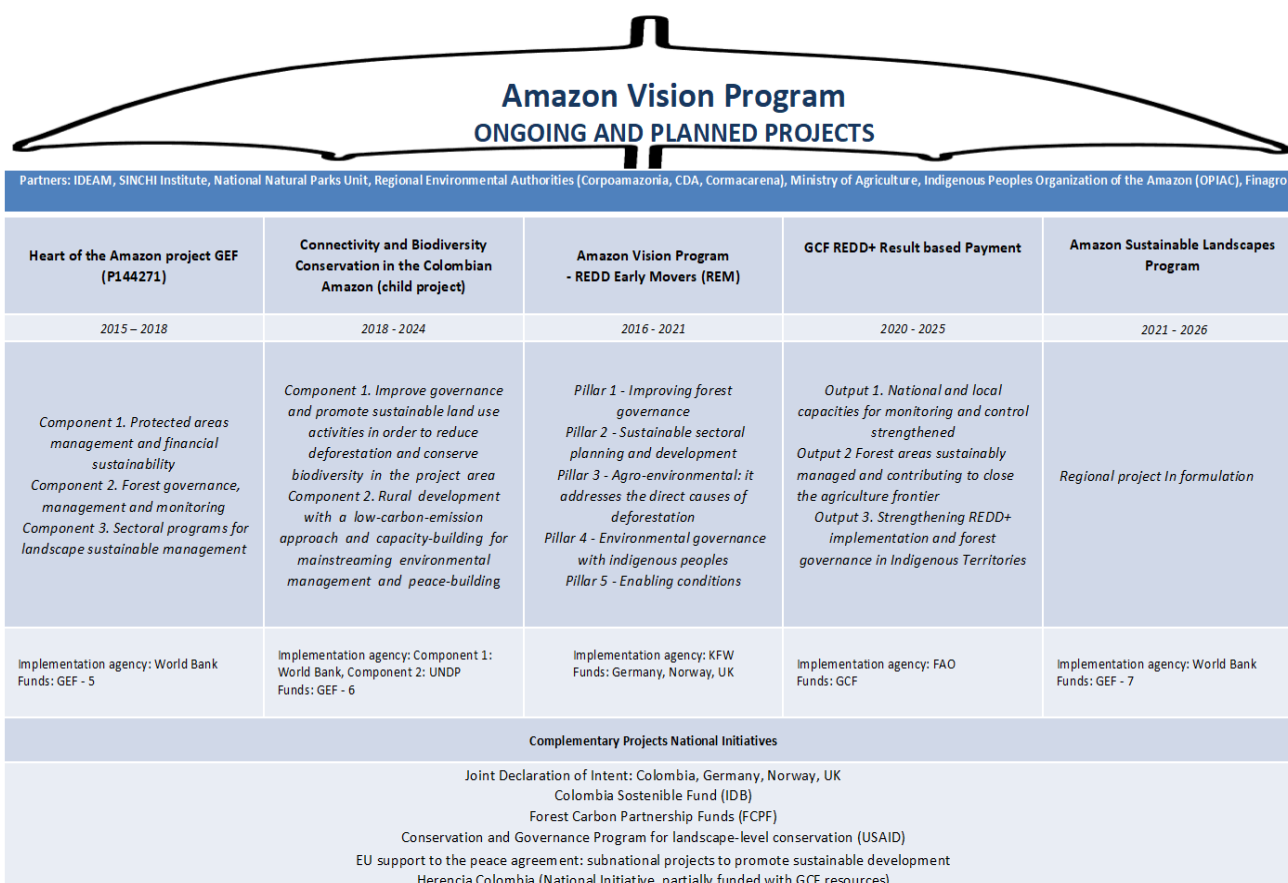 Amazon Vision Program
ONGOING AND PLANNED PROJECTS
Partners: IDEAM, SINCHI Institute, National Natural Parks Unit, Regional Environmental Authorities (Corpoamazonia, CDA, Cormacarena), Ministry of Agriculture, Indigenous Peoples Organization of the Amazon (OPIAC), Finagro
Heart of the Amazon project GEF
(P144271)
Connectivity and Biodiversity
Conservation in the Colombian
Amazon (child project)
Amazon Vision Program
- REDD Early Movers (REM)
GCF REDD+ Result based Payment
Amazon Sustainable Landscapes
Program
2015 – 2018
2018 - 2024
2016 - 2021
2020 - 2025
2021 - 2026
Component 1. Protected areas
management and financial
sustainability
Component 2. Forest governance,
management and monitoring
Component 3. Sectoral programs for
landscape sustainable management
Component 1. Improve governance
and promote sustainable land use
activities in order to reduce
deforestation and conserve
biodiversity in the project area
Component 2. Rural development
with a low-carbon-emission
approach and capacity-building for
mainstreaming environmental
management and peace-building
Pillar 1 - Improving forest
governance
Pillar 2 - Sustainable sectoral
planning and development
Pillar 3 - Agro-environmental: it
addresses the direct causes of
deforestation
Pillar 4 - Environmental governance
with indigenous peoples
Pillar 5 - Enabling conditions
Output 1. National and local
capacities for monitoring and control
strengthened
Output 2 Forest areas sustainably
managed and contributing to close
the agriculture frontier
Output 3. Strengthening REDD+
implementation and forest
governance in Indigenous Territories
Regional project In formulation
Implementation agency: World Bank
Funds: GEF - 5
Implementation agency: Component 1:
World Bank, Component 2: UNDP
Funds: GEF - 6
Implementation agency: KFW
Funds: Germany, Norway, UK
Implementation agency: FAO
Funds: GCF
Implementation agency: World Bank
Funds: GEF - 7
Complementary Projects National Initiatives
Joint Declaration of Intent: Colombia, Germany, Norway, UK
Colombia Sostenible Fund (IDB)
Forest Carbon Partnership Funds (FCPF)
Conservation and Governance Program for landscape-level conservation (USAID)
EU support to the peace agreement: subnational projects to promote sustainable development
Herencia Colombia (National Initiative, partially funded with GCF resources)